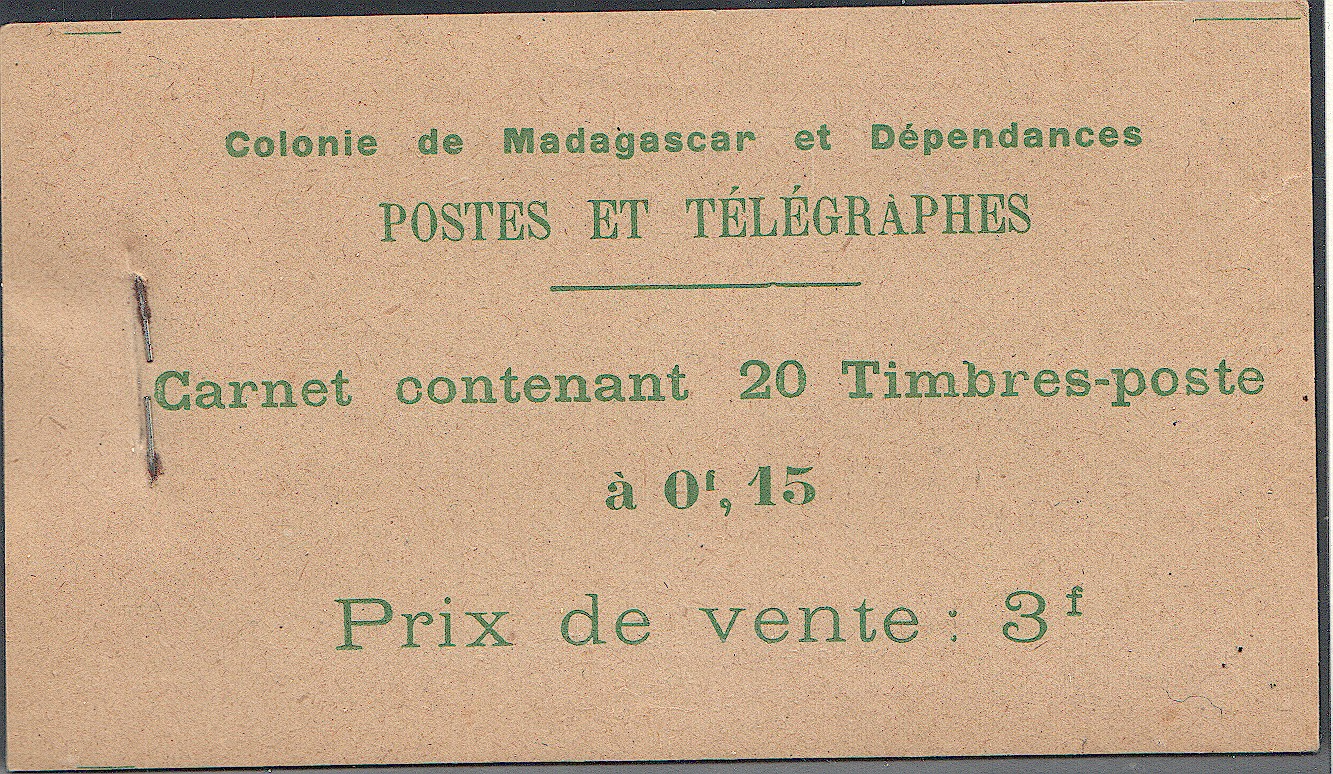 Colonie de Madagascar et Dépendances
POSTES ET TÉLÉGRAPHES
Carnet contenant 20 Timbres-poste
à 0ᶠ, 15
Prix de vente : 3ᶠ